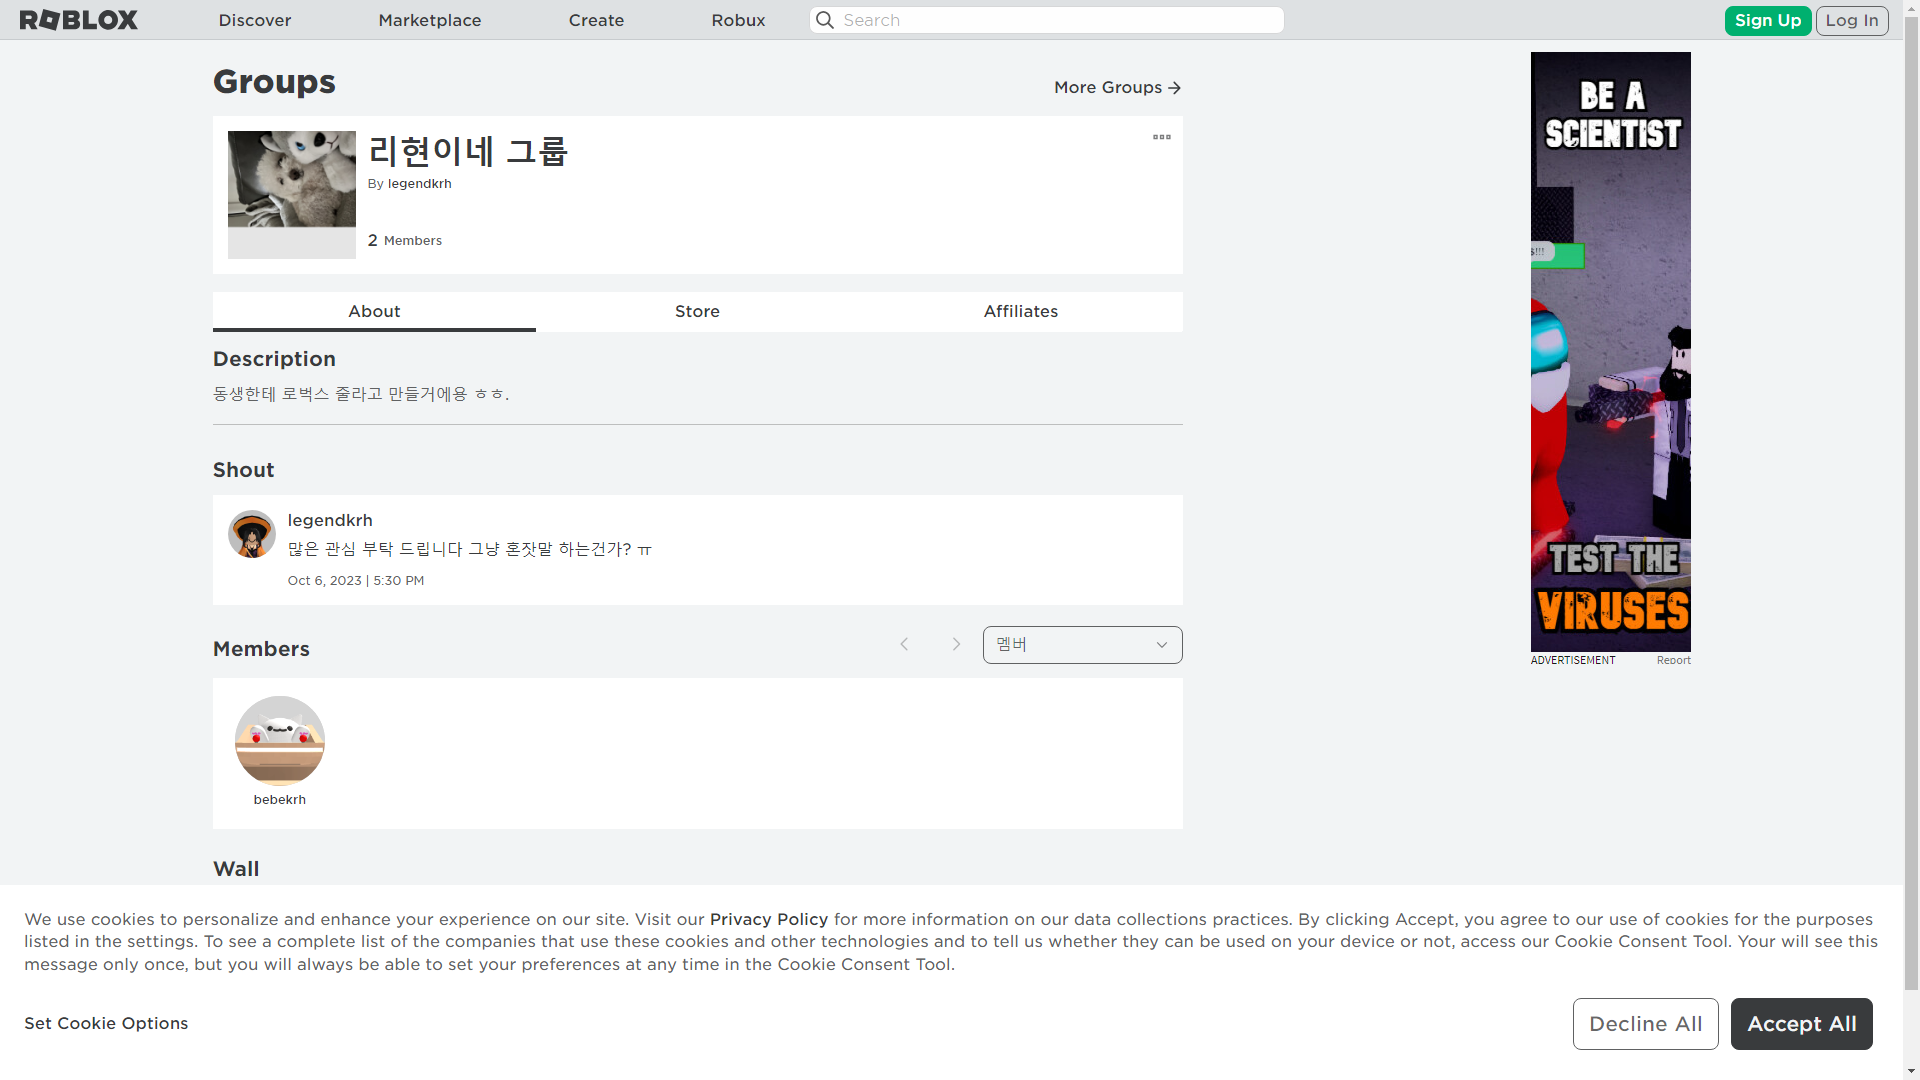 ROBLOX
Discover
Marketplace
Create
Robux
Search
Sign Up
Log In
Groups
More Groups
리현이네 그룹
By legendkrh
2 Members
About
Store
Affiliates
Description
동생한테 로벅스 줄라고 만들거에용 ㅎㅎ.
Shout
legendkrh
많은 관심 부탁 드립니다 그냥 혼잣말 하는건가? ㅠ
Oct 6, 2023 | 5:30 PM
Members
멤버
bebekrh
Wall
BE A
SCIENTIST
TEST THE
VIRUSES
ADVERTISEMENT
Report
We use cookies to personalize and enhance your experience on our site. Visit our Privacy Policy for more information on our data collections practices. By clicking Accept, you agree to our use of cookies for the purposes
listed in the settings. To see a complete list of the companies that use these cookies and other technologies and to tell us whether they can be used on your device or not, access our Cookie Consent Tool. Your will see this
message only once, but you will always be able to set your preferences at any time in the Cookie Consent Tool.
Set Cookie Options
Decline All
Accept All